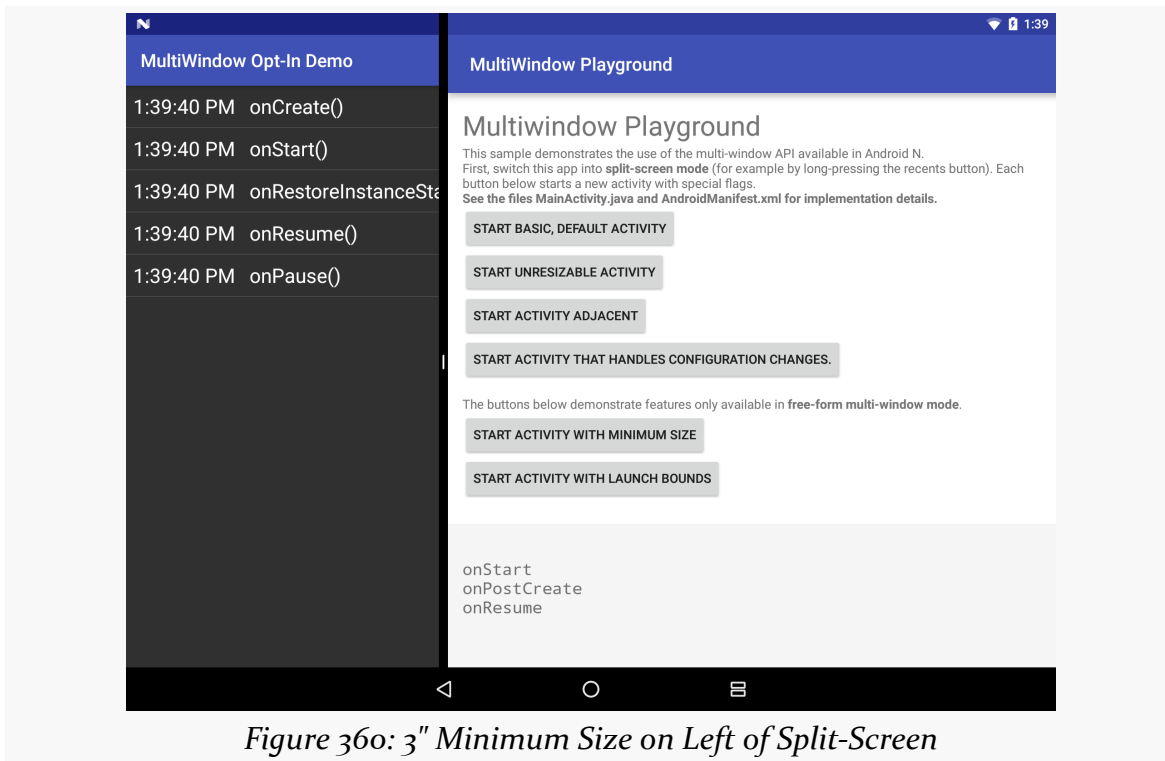 MultiWindow Opt-In Demo
1:39:40 PM onCreate()
1:39:40 PM onStart()
1:39:40 PM onRestoreInstanceSta
1:39:40 PM onResume()
1:39:40 PM onPause()
1:39
MultiWindow Playground
Multiwindow Playground
This sample demonstrates the use of the multi-window API available in Android N.
First, switch this app into split-screen mode (for example by long-pressing the recents button). Each
button below starts a new activity with special flags.
See the files MainActivity.java and AndroidManifest.xml for implementation details.
START BASIC, DEFAULT ACTIVITY
START UNRESIZABLE ACTIVITY
START ACTIVITY ADJACENT
START ACTIVITY THAT HANDLES CONFIGURATION CHANGES.
The buttons below demonstrate features only available in free-form multi-window mode.
START ACTIVITY WITH MINIMUM SIZE
START ACTIVITY WITH LAUNCH BOUNDS
onStart
onPostCreate
onResume
Figure 360: 3" Minimum Size on Left of Split-Screen